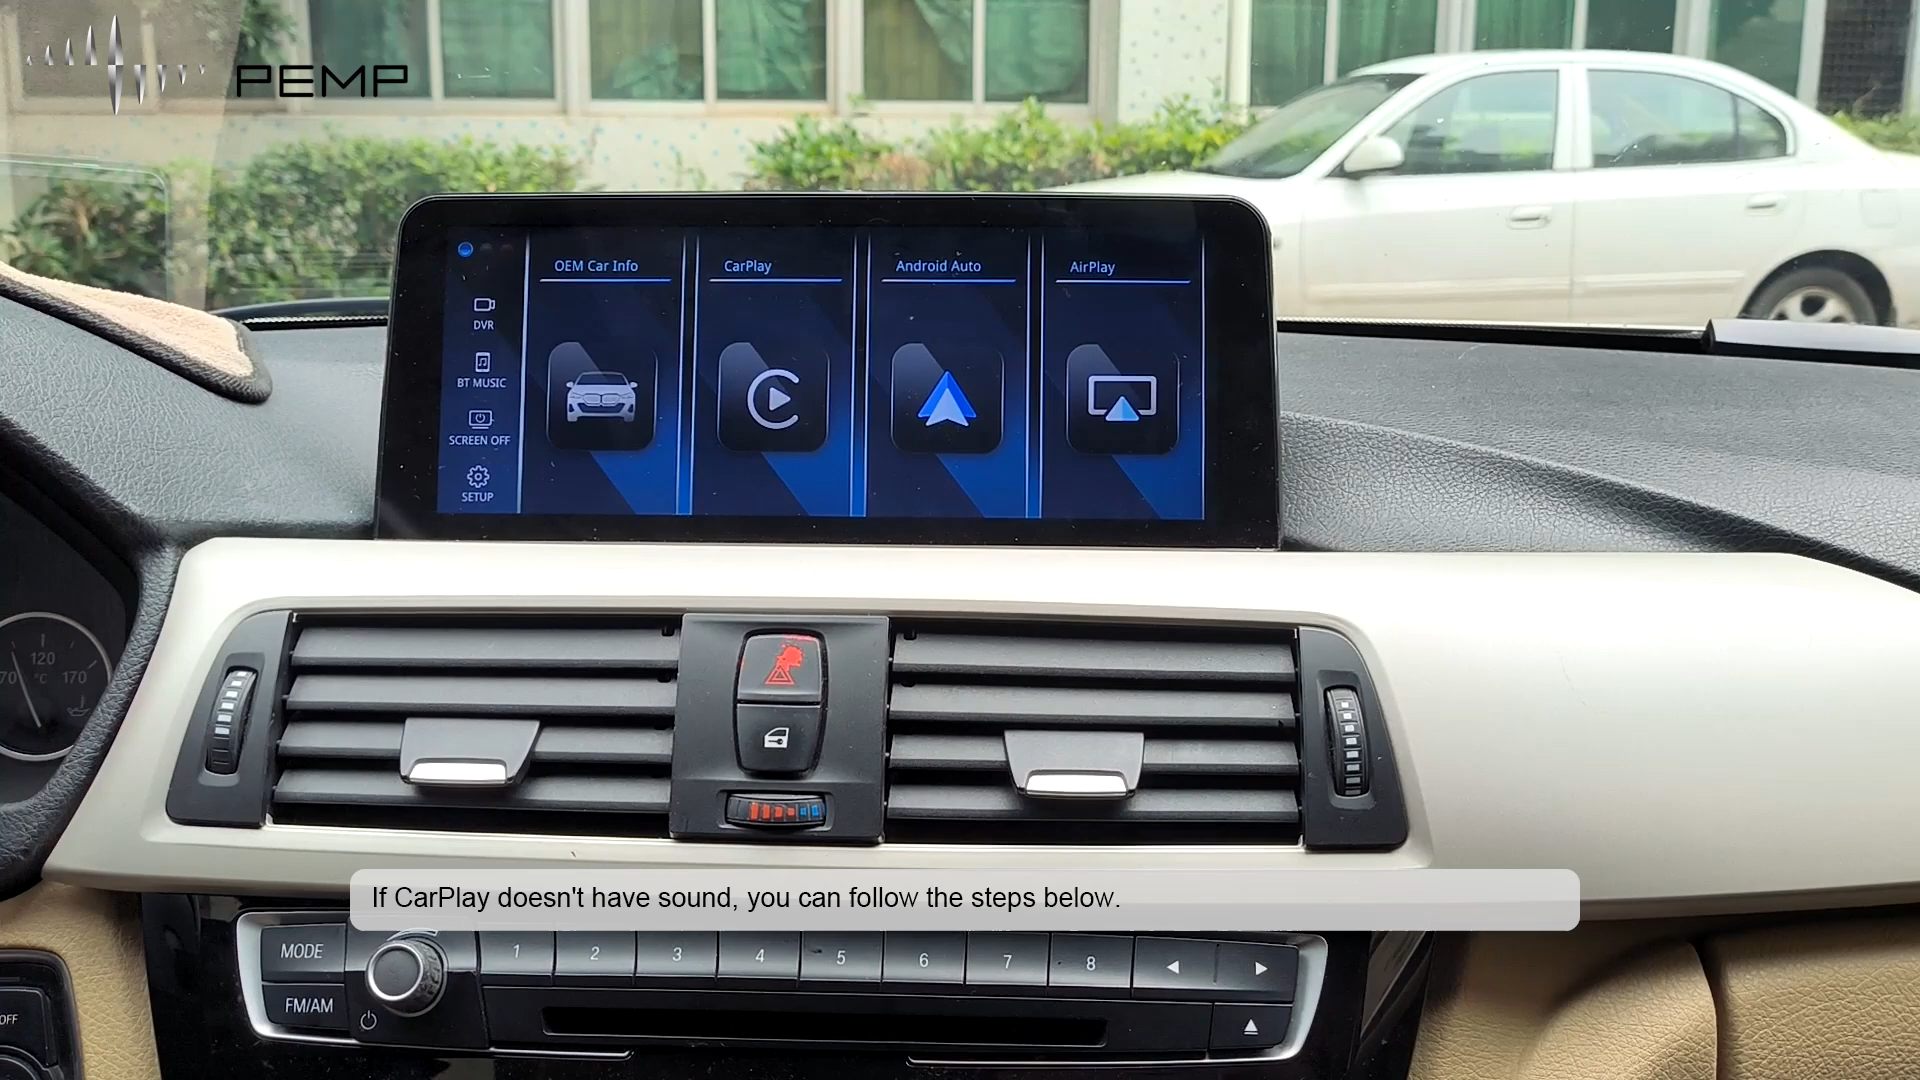 PEMP
OEM Car Info
CarPlay
Android Auto
AirPlay
DVR
BT MUSIC
SCREEN OFF
SETUP
120
70
°C
170
If CarPlay doesn't have sound, you can follow the steps below.
MODE
1
2
3
4
5
6
7
8
FM/AM
OFF